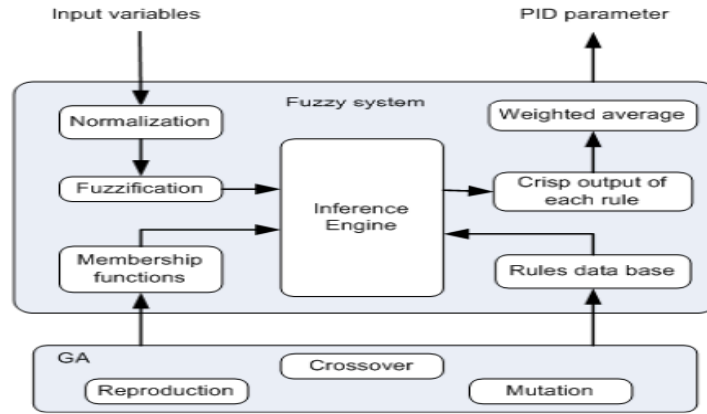 Input variables
PID parameter
Fuzzy system
Normalization
Weighted average
Fuzzification
Inference
Engine
Crisp output of
each rule
Membership
functions
Rules data base
GA
Crossover
Reproduction
Mutation